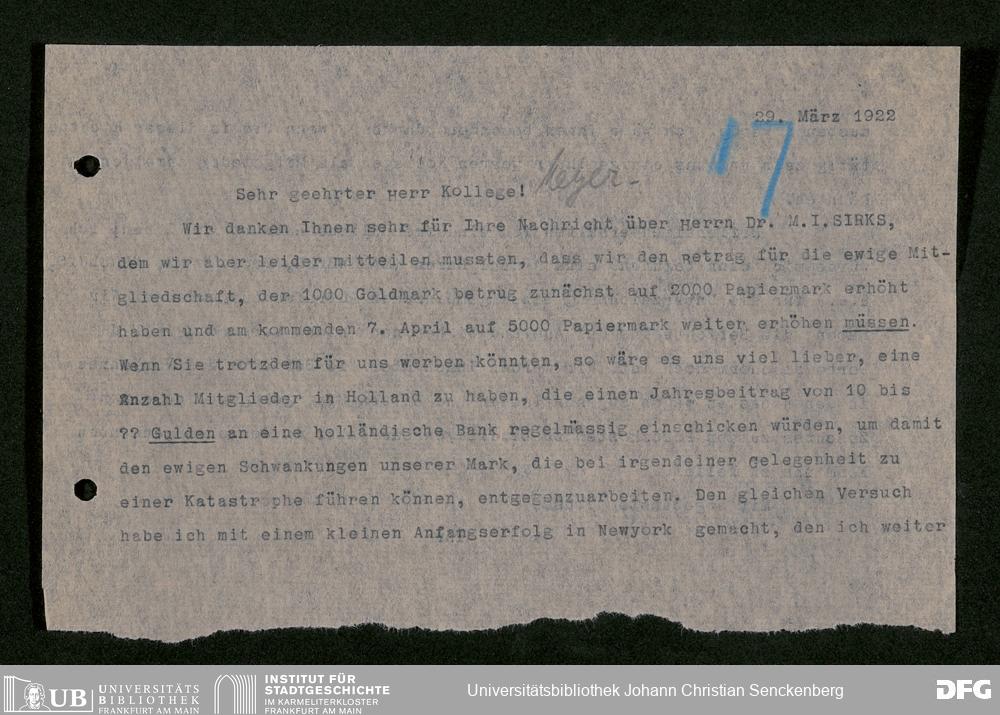 29. März 1922
17
Sehr geehrter Herr Kollege! Meyer-
Wir danken Ihnen sehr für Ihre Nachricht über Herrn Dr. M.I.SIRKS,
dem wir aber leider mitteilen mussten, dass wir den Betrag für die ewige Mit-
gliedschaft, der 1000 Goldmark betrug zunächst auf 2000 Papiermark erhöht
haben und am kommenden 7. April auf 5000 Papiermark weiter erhöhen müssen.
Wenn Sie trotzdem für uns werben könnten, so wäre es uns viel lieber, eine
Anzahl Mitglieder in Holland zu haben, die einen Jahresbeitrag von 10 bis
?? Gulden an eine holländische Bank regelmässig einschicken würden, um damit
den ewigen Schwankungen unserer Mark, die bei irgendeiner Gelegenheit zu
einer Katastr phe führen können, entgegenzuarbeiten. Den gleichen Versuch
habe ich mit einem kleinen Anfangserfolg in Newyork gemacht, den ich weiter
UB UNIVERSITÄTS
BIBLIOTHEK
FRANKFURT AM MAIN
INSTITUT FÜR
STADTGESCHICHTE
IM KARMELITERKLOSTER
FRANKFURT AM MAIN
Universitätsbibliothek Johann Christian Senckenberg
DFG